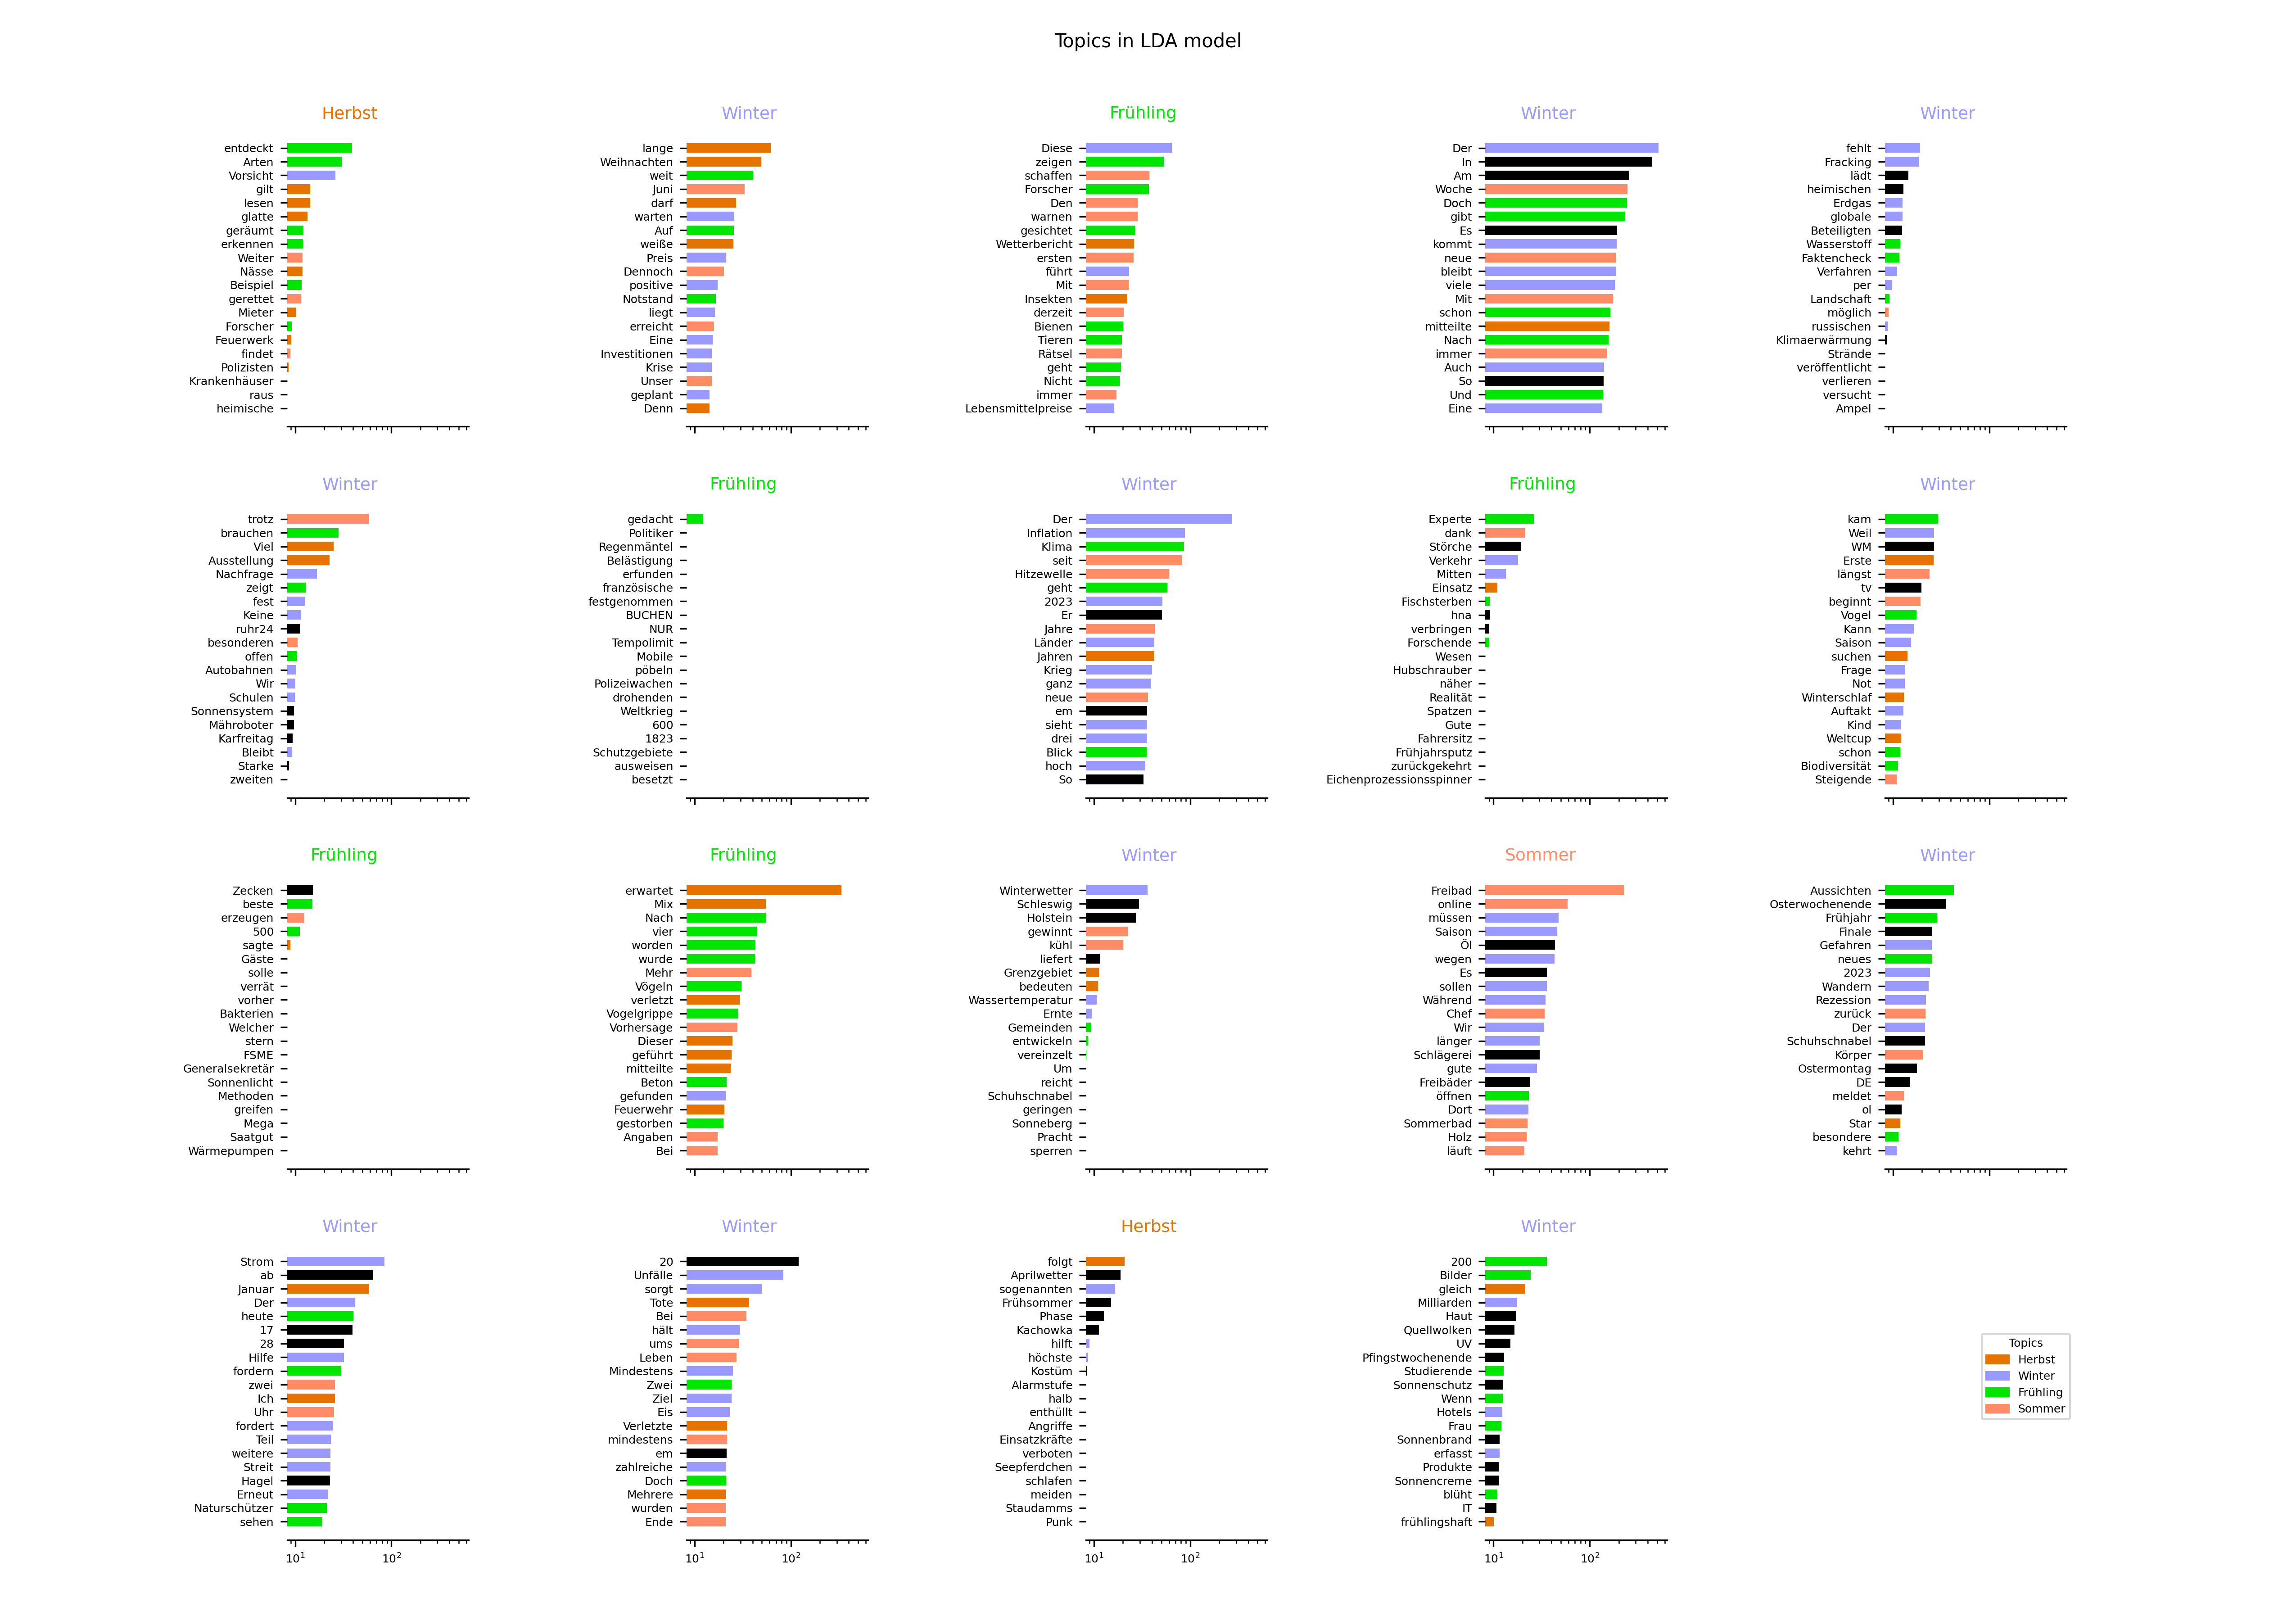 Topics in LDA model
Herbst
entdeckt
Arten
Vorsicht
gilt
lesen
glatte
geräumt
erkennen
Weiter
Nässe
Beispiel
gerettet
Mieter
Forscher
Feuerwerk
findet
Polizisten
Krankenhäuser
raus
heimische
Winter
lange
Weihnachten
weit
Juni
darf
warten
Auf
weiße
Preis
Dennoch
positive
Notstand
liegt
erreicht
Eine
Investitionen
Krise
Unser
geplant
Denn
Frühling
Diese
zeigen
schaffen
Forscher
Den
warnen
gesichtet
Wetterbericht
ersten
führt
Mit
Insekten
derzeit
Bienen
Tieren
Rätsel
geht
Nicht
immer
Lebensmittelpreise
Winter
Der
In
Am
Woche
Doch
gibt
Es
kommt
neue
bleibt
viele
Mit
schon
mitteilte
Nach
immer
Auch
So
Und
Eine
Winter
fehlt
Fracking
lädt
heimischen
Erdgas
globale
Beteiligten
Wasserstoff
Faktencheck
Verfahren
per
Landschaft
möglich
russischen
Klimaerwärmung
Strände
veröffentlicht
verlieren
versucht
Ampel
Winter
trotz
brauchen
Viel
Ausstellung
Nachfrage
zeigt
fest
Keine
ruhr24
besonderen
offen
Autobahnen
Wir
Schulen
Sonnensystem
Mähroboter
Karfreitag
Bleibt
Starke
zweiten
Frühling
gedacht
Politiker
Regenmäntel
Belästigung
erfunden
französische
festgenommen
BUCHEN
NUR
Tempolimit
Mobile
pöbeln
Polizeiwachen
drohenden
Weltkrieg
600
1823
Schutzgebiete
ausweisen
besetzt
Winter
Der
Inflation
Klima
seit
Hitzewelle
geht
2023
Er
Jahre
Länder
Jahren
Krieg
ganz
neue
em
sieht
drei
Blick
hoch
So
Frühling
Experte
dank
Störche
Verkehr
Mitten
Einsatz
Fischsterben
hna
verbringen
Forschende
Wesen
Hubschrauber
näher
Realität
Spatzen
Gute
Fahrersitz
Frühjahrsputz
zurückgekehrt
Eichenprozessionsspinner
Winter
kam
Weil
WM
Erste
längst
tv
beginnt
Vogel
Kann
Saison
suchen
Frage
Not
Winterschlaf
Auftakt
Kind
Weltcup
schon
Biodiversität
Steigende
Frühling
Zecken
beste
erzeugen
500
sagte
Gäste
solle
verrät
vorher
Bakterien
Welcher
stern
FSME
Generalsekretär
Sonnenlicht
Methoden
greifen
Mega
Saatgut
Wärmepumpen
Frühling
erwartet
Mix
Nach
vier
worden
wurde
Mehr
Vögeln
verletzt
Vogelgrippe
Vorhersage
Dieser
geführt
mitteilte
Beton
gefunden
Feuerwehr
gestorben
Angaben
Bei
Winter
Winterwetter
Schleswig
Holstein
gewinnt
kühl
liefert
Grenzgebiet
bedeuten
Wassertemperatur
Ernte
Gemeinden
entwickeln
vereinzelt
Um
reicht
Schuhschnabel
geringen
Sonneberg
Pracht
sperren
Sommer
Freibad
online
müssen
Saison
Öl
wegen
Es
sollen
Während
Chef
Wir
länger
Schlägerei
gute
Freibäder
öffnen
Dort
Sommerbad
Holz
läuft
Winter
Aussichten
Osterwochenende
Frühjahr
Finale
Gefahren
neues
2023
Wandern
Rezession
zurück
Der
Schuhschnabel
Körper
Ostermontag
DE
meldet
ol
Star
besondere
kehrt
Winter
Strom
ab
Januar
Der
heute
17
28
Hilfe
fordern
zwei
Ich
Uhr
fordert
Teil
weitere
Streit
Hagel
Erneut
Naturschützer
sehen
10¹ 10²
Winter
20
Unfälle
sorgt
Tote
Bei
hält
ums
Leben
Mindestens
Zwei
Ziel
Eis
Verletzte
mindestens
em
zahlreiche
Doch
Mehrere
wurden
Ende
10¹ 10²
Herbst
folgt
Aprilwetter
sogenannten
Frühsommer
Phase
Kachowka
hilft
höchste
Kostüm
Alarmstufe
halb
enthüllt
Angriffe
Einsatzkräfte
verboten
Seepferdchen
schlafen
meiden
Staudamms
Punk
10¹ 10²
Winter
200
Bilder
gleich
Milliarden
Haut
Quellwolken
UV
Pfingstwochenende
Studierende
Sonnenschutz
Wenn
Hotels
Frau
Sonnenbrand
erfasst
Produkte
Sonnencreme
blüht
IT
frühlingshaft
10¹ 10²
Topics
Herbst
Winter
Frühling
Sommer